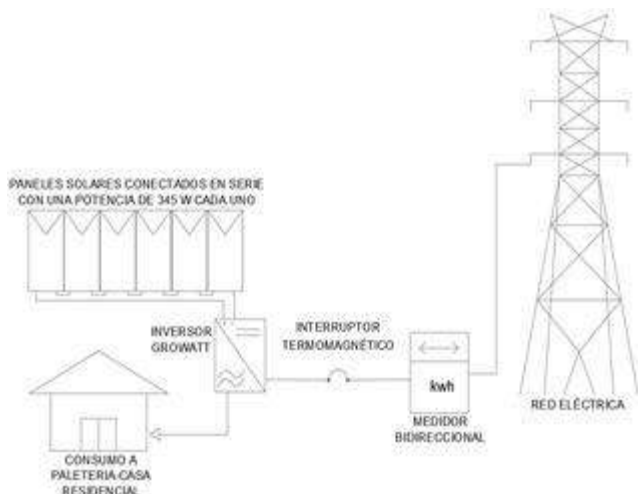 PANELES SOLARES CONECTADOS EN SERIE
CON UNA POTENCIA DE 345 W CADA UNO
INVERSOR
GROWATT
INTERRUPTOR
TERMOMAGNÉTICO
kwh
MEDIDOR
BIDIRECCIONAL
RED ELÉCTRICA
CONSUMO A
PALETERIA-CASA
RESIDENCIAL